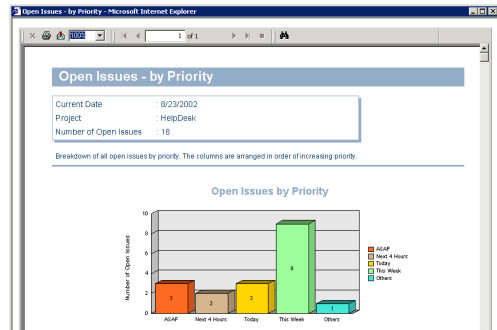 Open Issues - by Priority - Microsoft Internet Explorer
100%
1 of 1
Open Issues - by Priority
Current Date : 8/23/2002
Project : HelpDesk
Number of Open Issues : 18
Breakdown of all open issues by priority. The columns are arranged in order of increasing priority.
Open Issues by Priority
Number of Open Issues
10
8
6
4
2
0
3
2
3
9
1
ASAP
Next 4 Hours
Today
This Week
Others
ASAP
Next 4 Hours
Today
This Week
Others